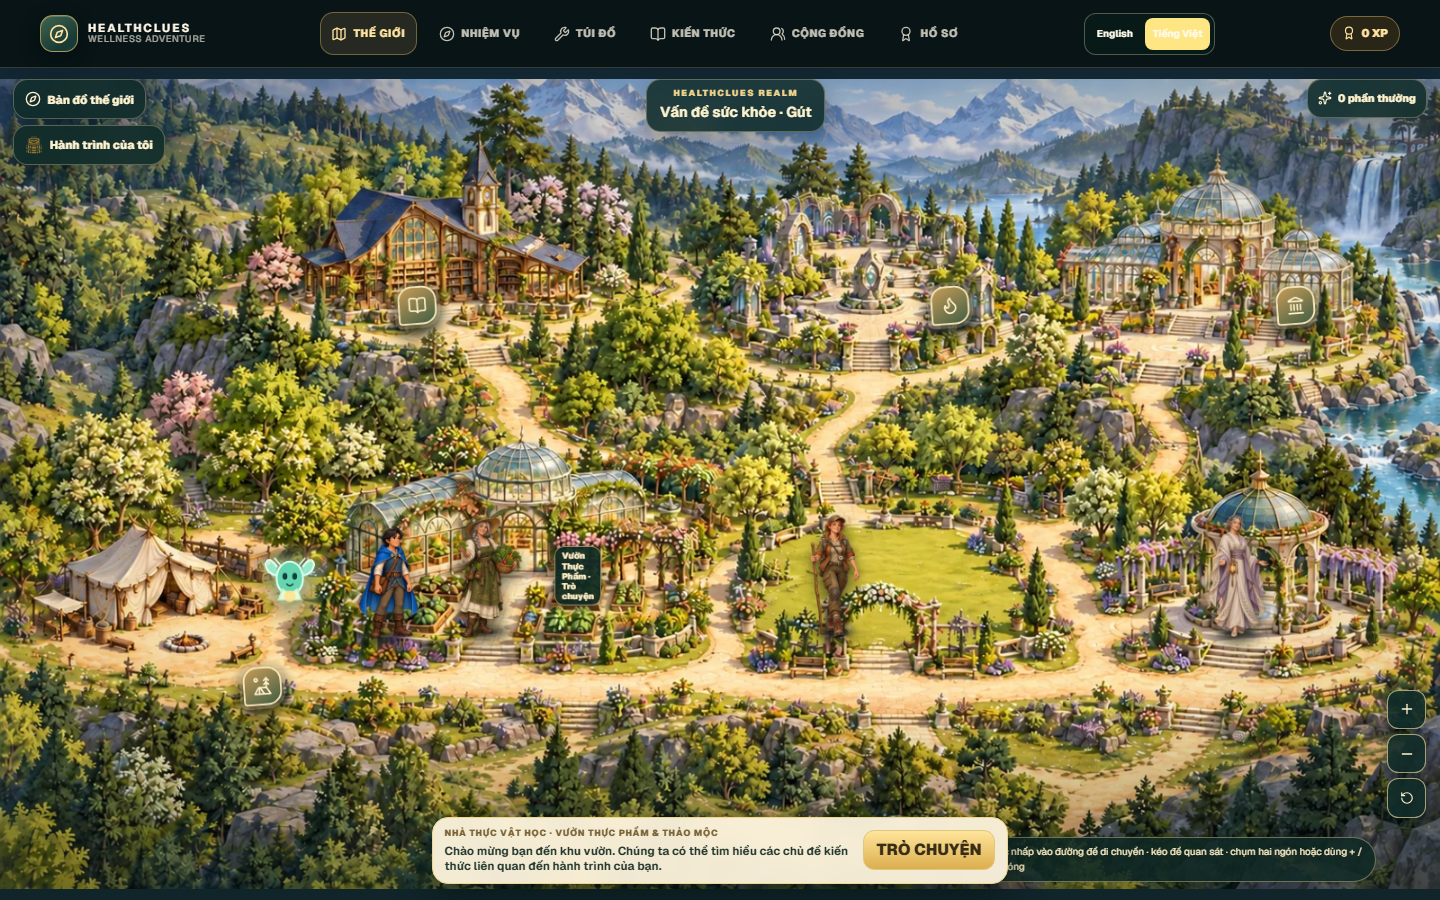 HEALTHCLUES
WELLNESS ADVENTURE
THẾ GIỚI
NHIỆM VỤ
TÚI ĐỒ
KIẾN THỨC
CỘNG ĐỒNG
HỒ SƠ
English
Tiếng Việt
0 XP
Bản đồ thế giới
Hành trình của tôi
HEALTHCLUES REALM
Vấn đề sức khỏe · Gút
0 phần thưởng
Vườn
Thực
Phẩm ·
Trò
chuyện
NHÀ THỰC VẬT HỌC · VƯỜN THỰC PHẨM & THẢO MỘC
Chào mừng bạn đến khu vườn. Chúng ta có thể tìm hiểu các chủ đề kiến
thức liên quan đến hành trình của bạn.
TRÒ CHUYỆN
nhấp vào đường để di chuyển · kéo để quan sát · chụm hai ngón hoặc dùng + /